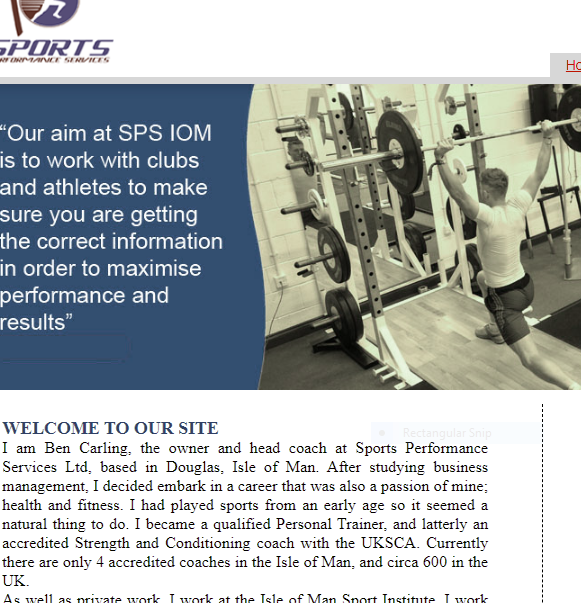 SPORTS
PERFORMANCE SERVICES
Ho
“Our aim at SPS IOM
is to work with clubs
and athletes to make
sure you are getting
the correct information
in order to maximise
performance and
results”
Rectangular Snip
WELCOME TO OUR SITE
I am Ben Carling, the owner and head coach at Sports Performance
Services Ltd, based in Douglas, Isle of Man. After studying business
management, I decided embark in a career that was also a passion of mine;
health and fitness. I had played sports from an early age so it seemed a
natural thing to do. I became a qualified Personal Trainer, and latterly an
accredited Strength and Conditioning coach with the UKSCA. Currently
there are only 4 accredited coaches in the Isle of Man, and circa 600 in the
UK.
As well as private work, I work at the Isle of Man Sport Institute. I work